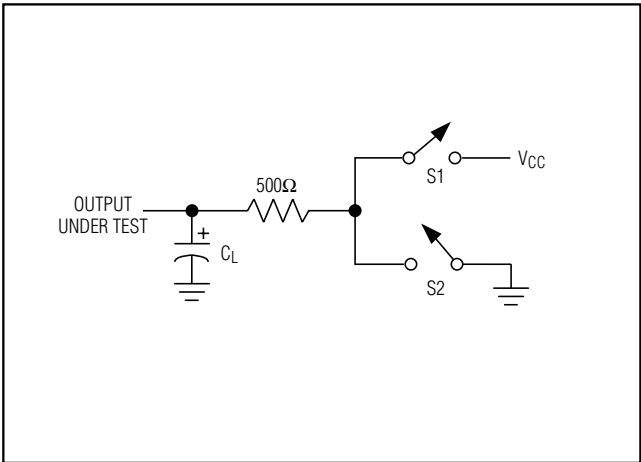 OUTPUT
UNDER TEST
500Ω
+
CL
S1
VCC
S2